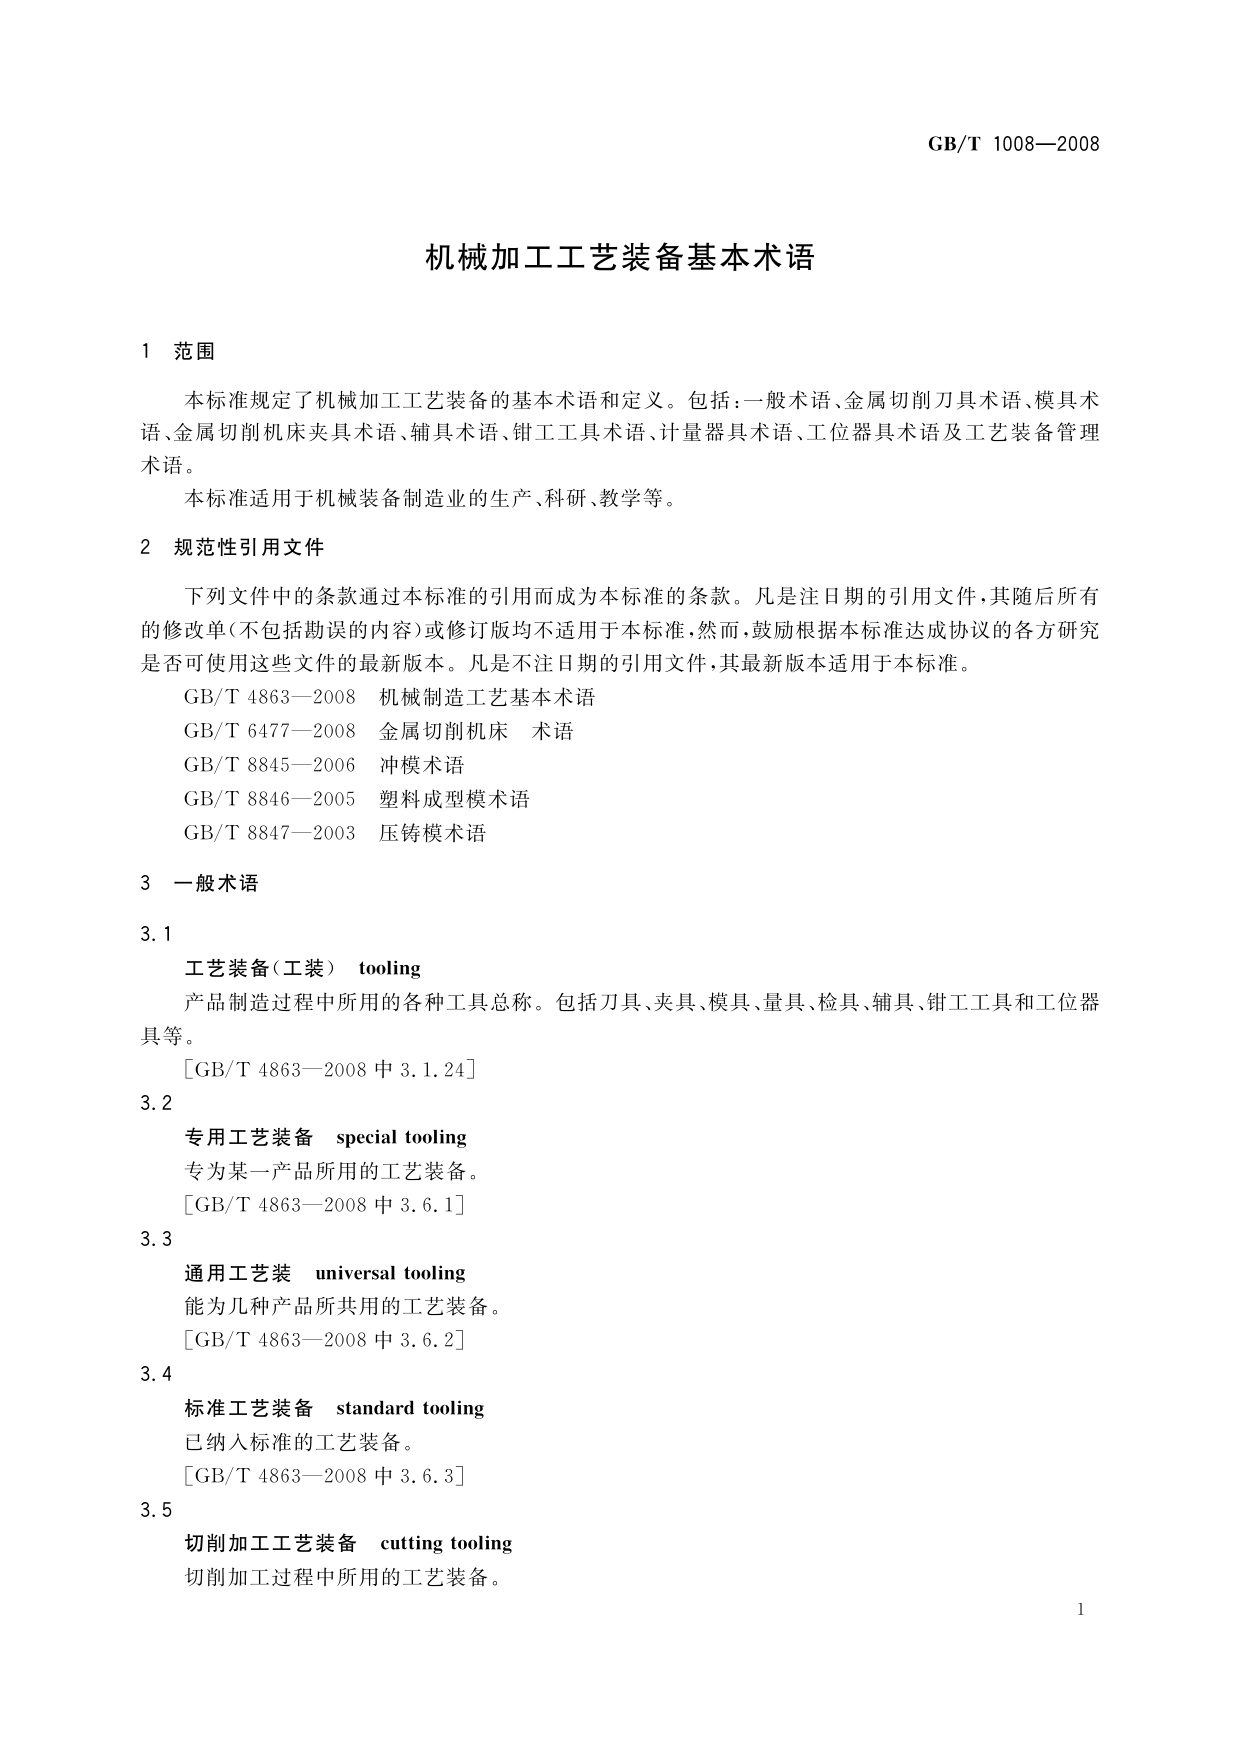 GB/T 1008—2008
机械加工工艺装备基本术语
1 范围
本标准规定了机械加工工艺装备的基本术语和定义。包括:一般术语、金属切削刀具术语、模具术
语、金属切削机床夹具术语、辅具术语、钳工工具术语、计量器具术语、工位器具术语及工艺装备管理
术语。
本标准适用于机械装备制造业的生产、科研、教学等。
2 规范性引用文件
下列文件中的条款通过本标准的引用而成为本标准的条款。凡是注日期的引用文件,其随后所有
的修改单(不包括勘误的内容)或修订版均不适用于本标准,然而,鼓励根据本标准达成协议的各方研究
是否可使用这些文件的最新版本。凡是不注日期的引用文件,其最新版本适用于本标准。
GB/T 4863—2008 机械制造工艺基本术语
GB/T 6477—2008 金属切削机床 术语
GB/T 8845—2006 冲模术语
GB/T 8846—2005 塑料成型模术语
GB/T 8847—2003 压铸模术语
3 一般术语
3.1
工艺装备(工装) tooling
产品制造过程中所用的各种工具总称。包括刀具、夹具、模具、量具、检具、辅具、钳工工具和工位器
具等。
[GB/T 4863—2008 中 3.1.24]
3.2
专用工艺装备 special tooling
专为某一产品所用的工艺装备。
[GB/T 4863—2008 中 3.6.1]
3.3
通用工艺装 universal tooling
能为几种产品所共用的工艺装备。
[GB/T 4863—2008 中 3.6.2]
3.4
标准工艺装备 standard tooling
已纳入标准的工艺装备。
[GB/T 4863—2008 中 3.6.3]
3.5
切削加工工艺装备 cutting tooling
切削加工过程中所用的工艺装备。
1